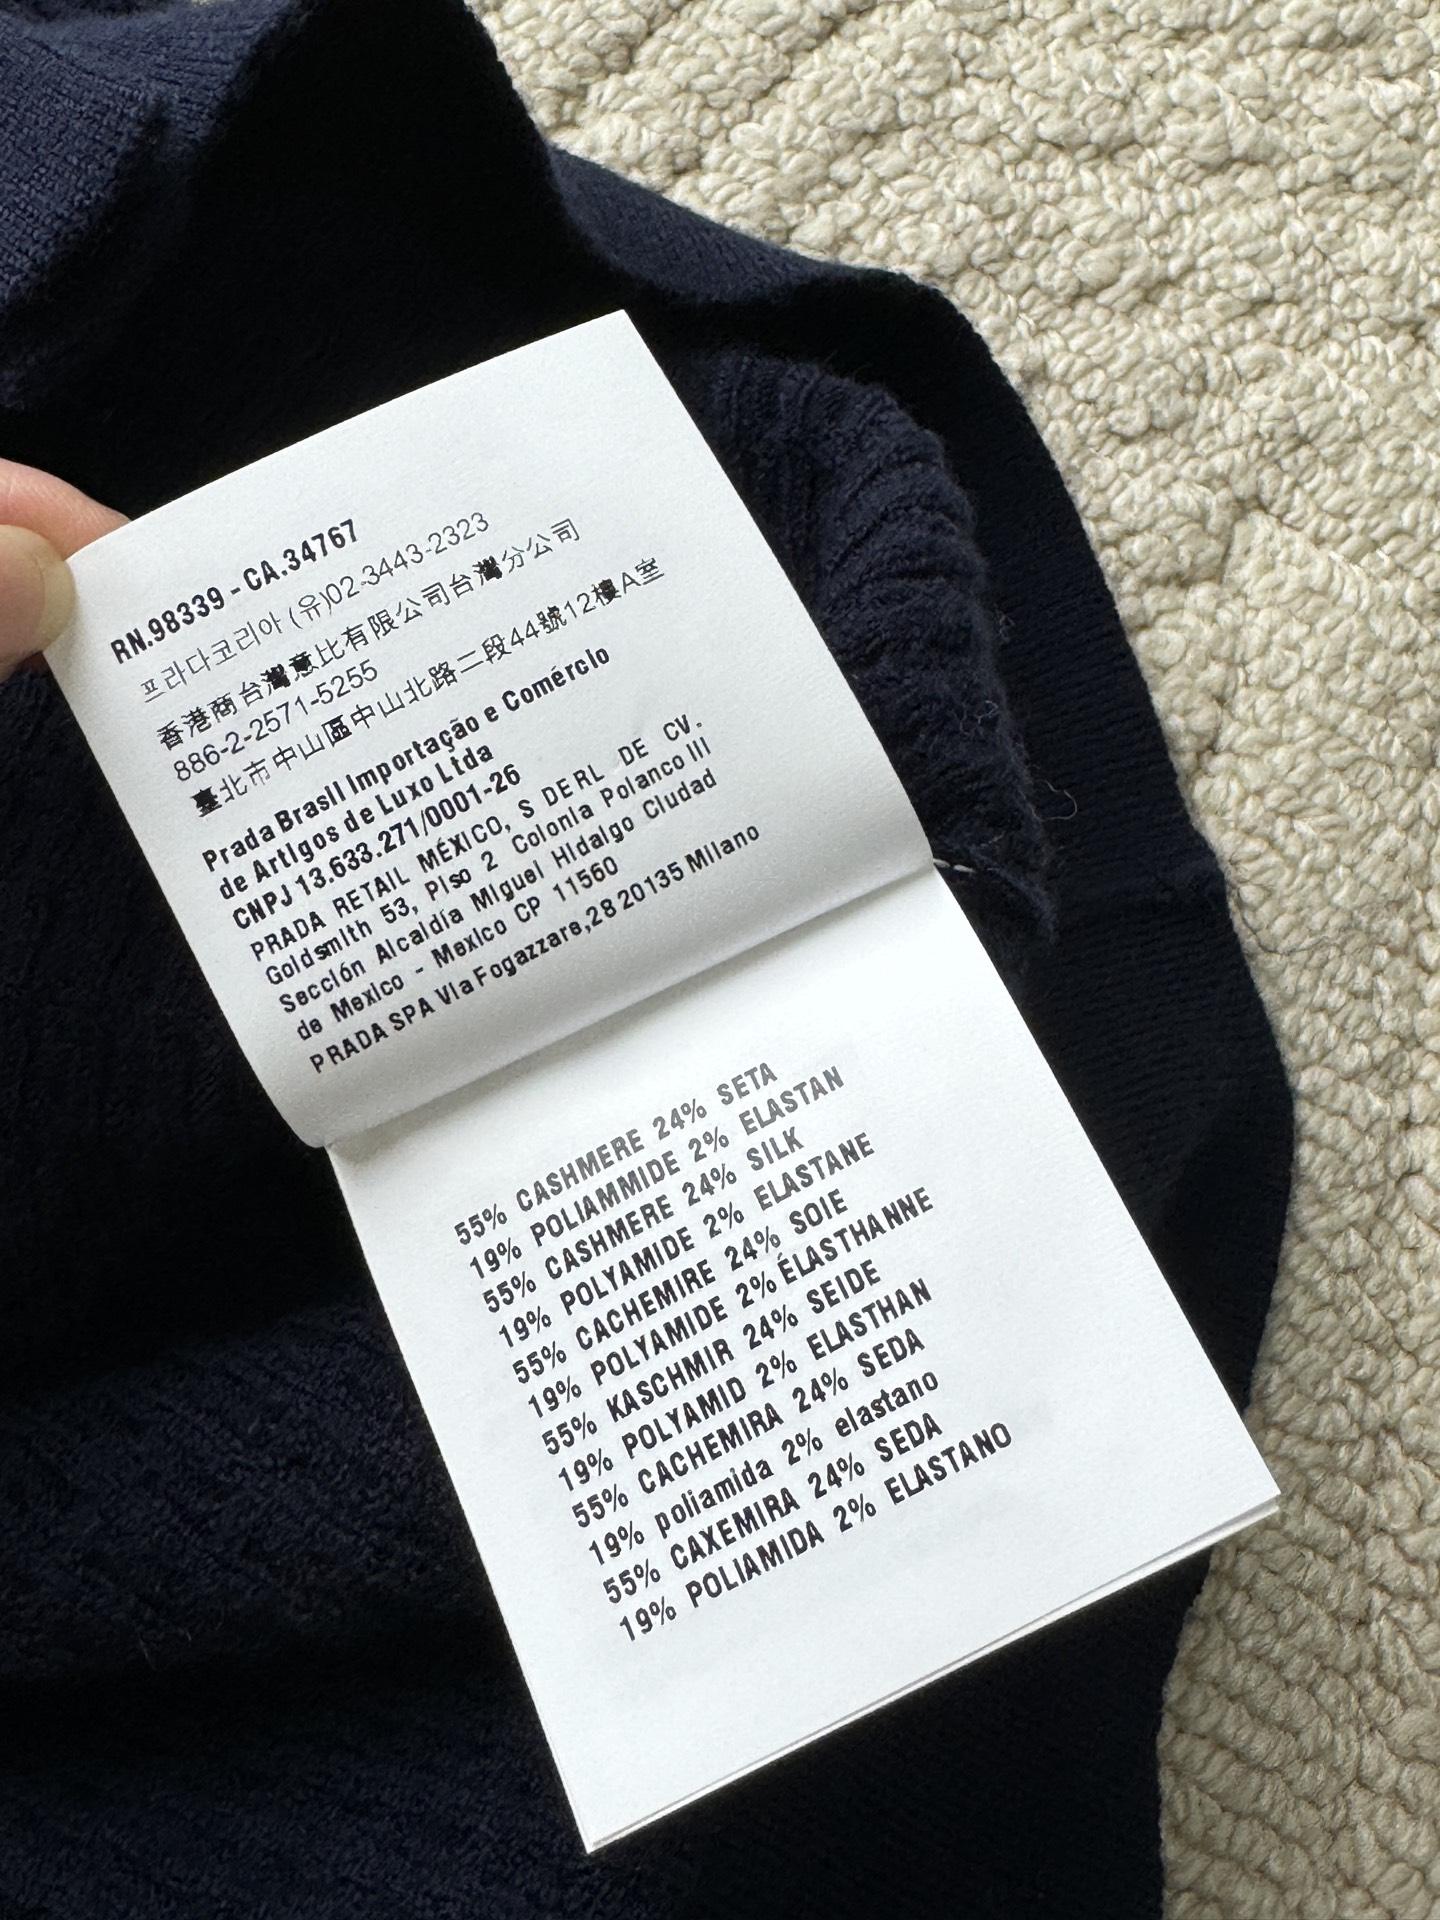 RN.98339 - CA.34767
프라다코리아 (유)02-3443-2323
香港商台灣意比有限公司台灣分公司
886-2-2571-5255
臺北市中山區中山北路二段44號12樓A室
Prada Brasil Importação e Comércio
de Artigos de Luxo Ltda
CNPJ 13.633.271/0001-26
PRADA RETAIL MÉXICO, S DE RL DE CV.
Goldsmith 53, Piso 2 Colonia Polanco III
Sección Alcaldía Miguel Hidalgo Ciudad
de Mexico - Mexico CP 11560
PRADA SPA Via Fogazzare,28 20135 Milano
55% CASHMERE 24% SETA
19% POLIAMMIDE 2% ELASTAN
55% CASHMERE 24% SILK
19% POLYAMIDE 2% ELASTANE
55% CACHEMIRE 24% SOIE
19% POLYAMIDE 2% ÉLASTHANNE
55% KASCHMIR 24% SEIDE
19% POLYAMID 2% ELASTHAN
55% CACHEMIRA 24% SEDA
19% poliamida 2% elastano
55% CAXEMIRA 24% SEDA
19% POLIAMIDA 2% ELASTANO